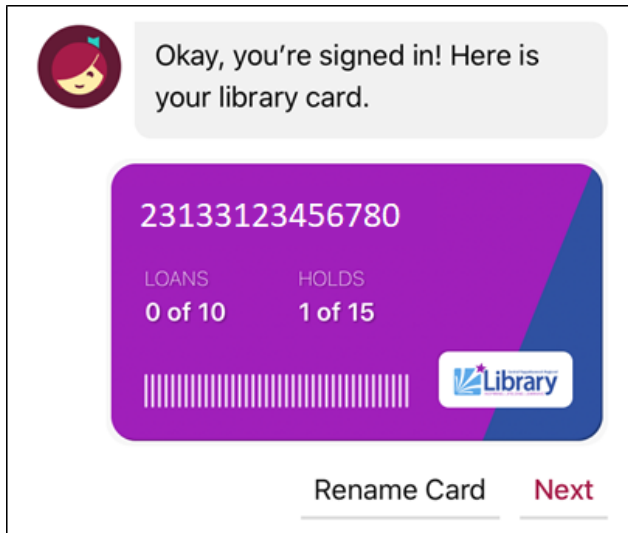 Okay, you're signed in! Here is
your library card.
23133123456780
LOANS HOLDS
0 of 10 1 of 15
Library
Rename Card Next